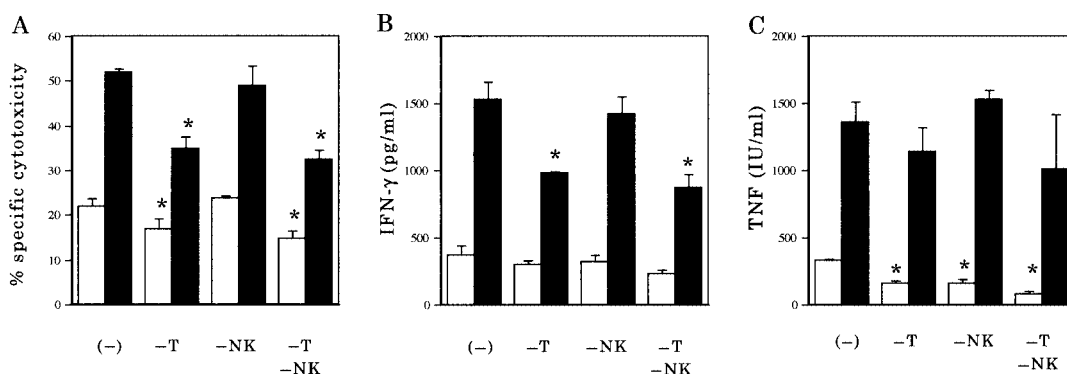 A
% specific cytotoxicity
60
50
40
30
20
10
0
*
*
*
*
(–)
–T
–NK
–T
–NK
B
IFN-γ (pg/ml)
2000
1500
1000
500
0
*
*
(–)
–T
–NK
–T
–NK
C
TNF (IU/ml)
2000
1500
1000
500
0
*
*
*
(–)
–T
–NK
–T
–NK